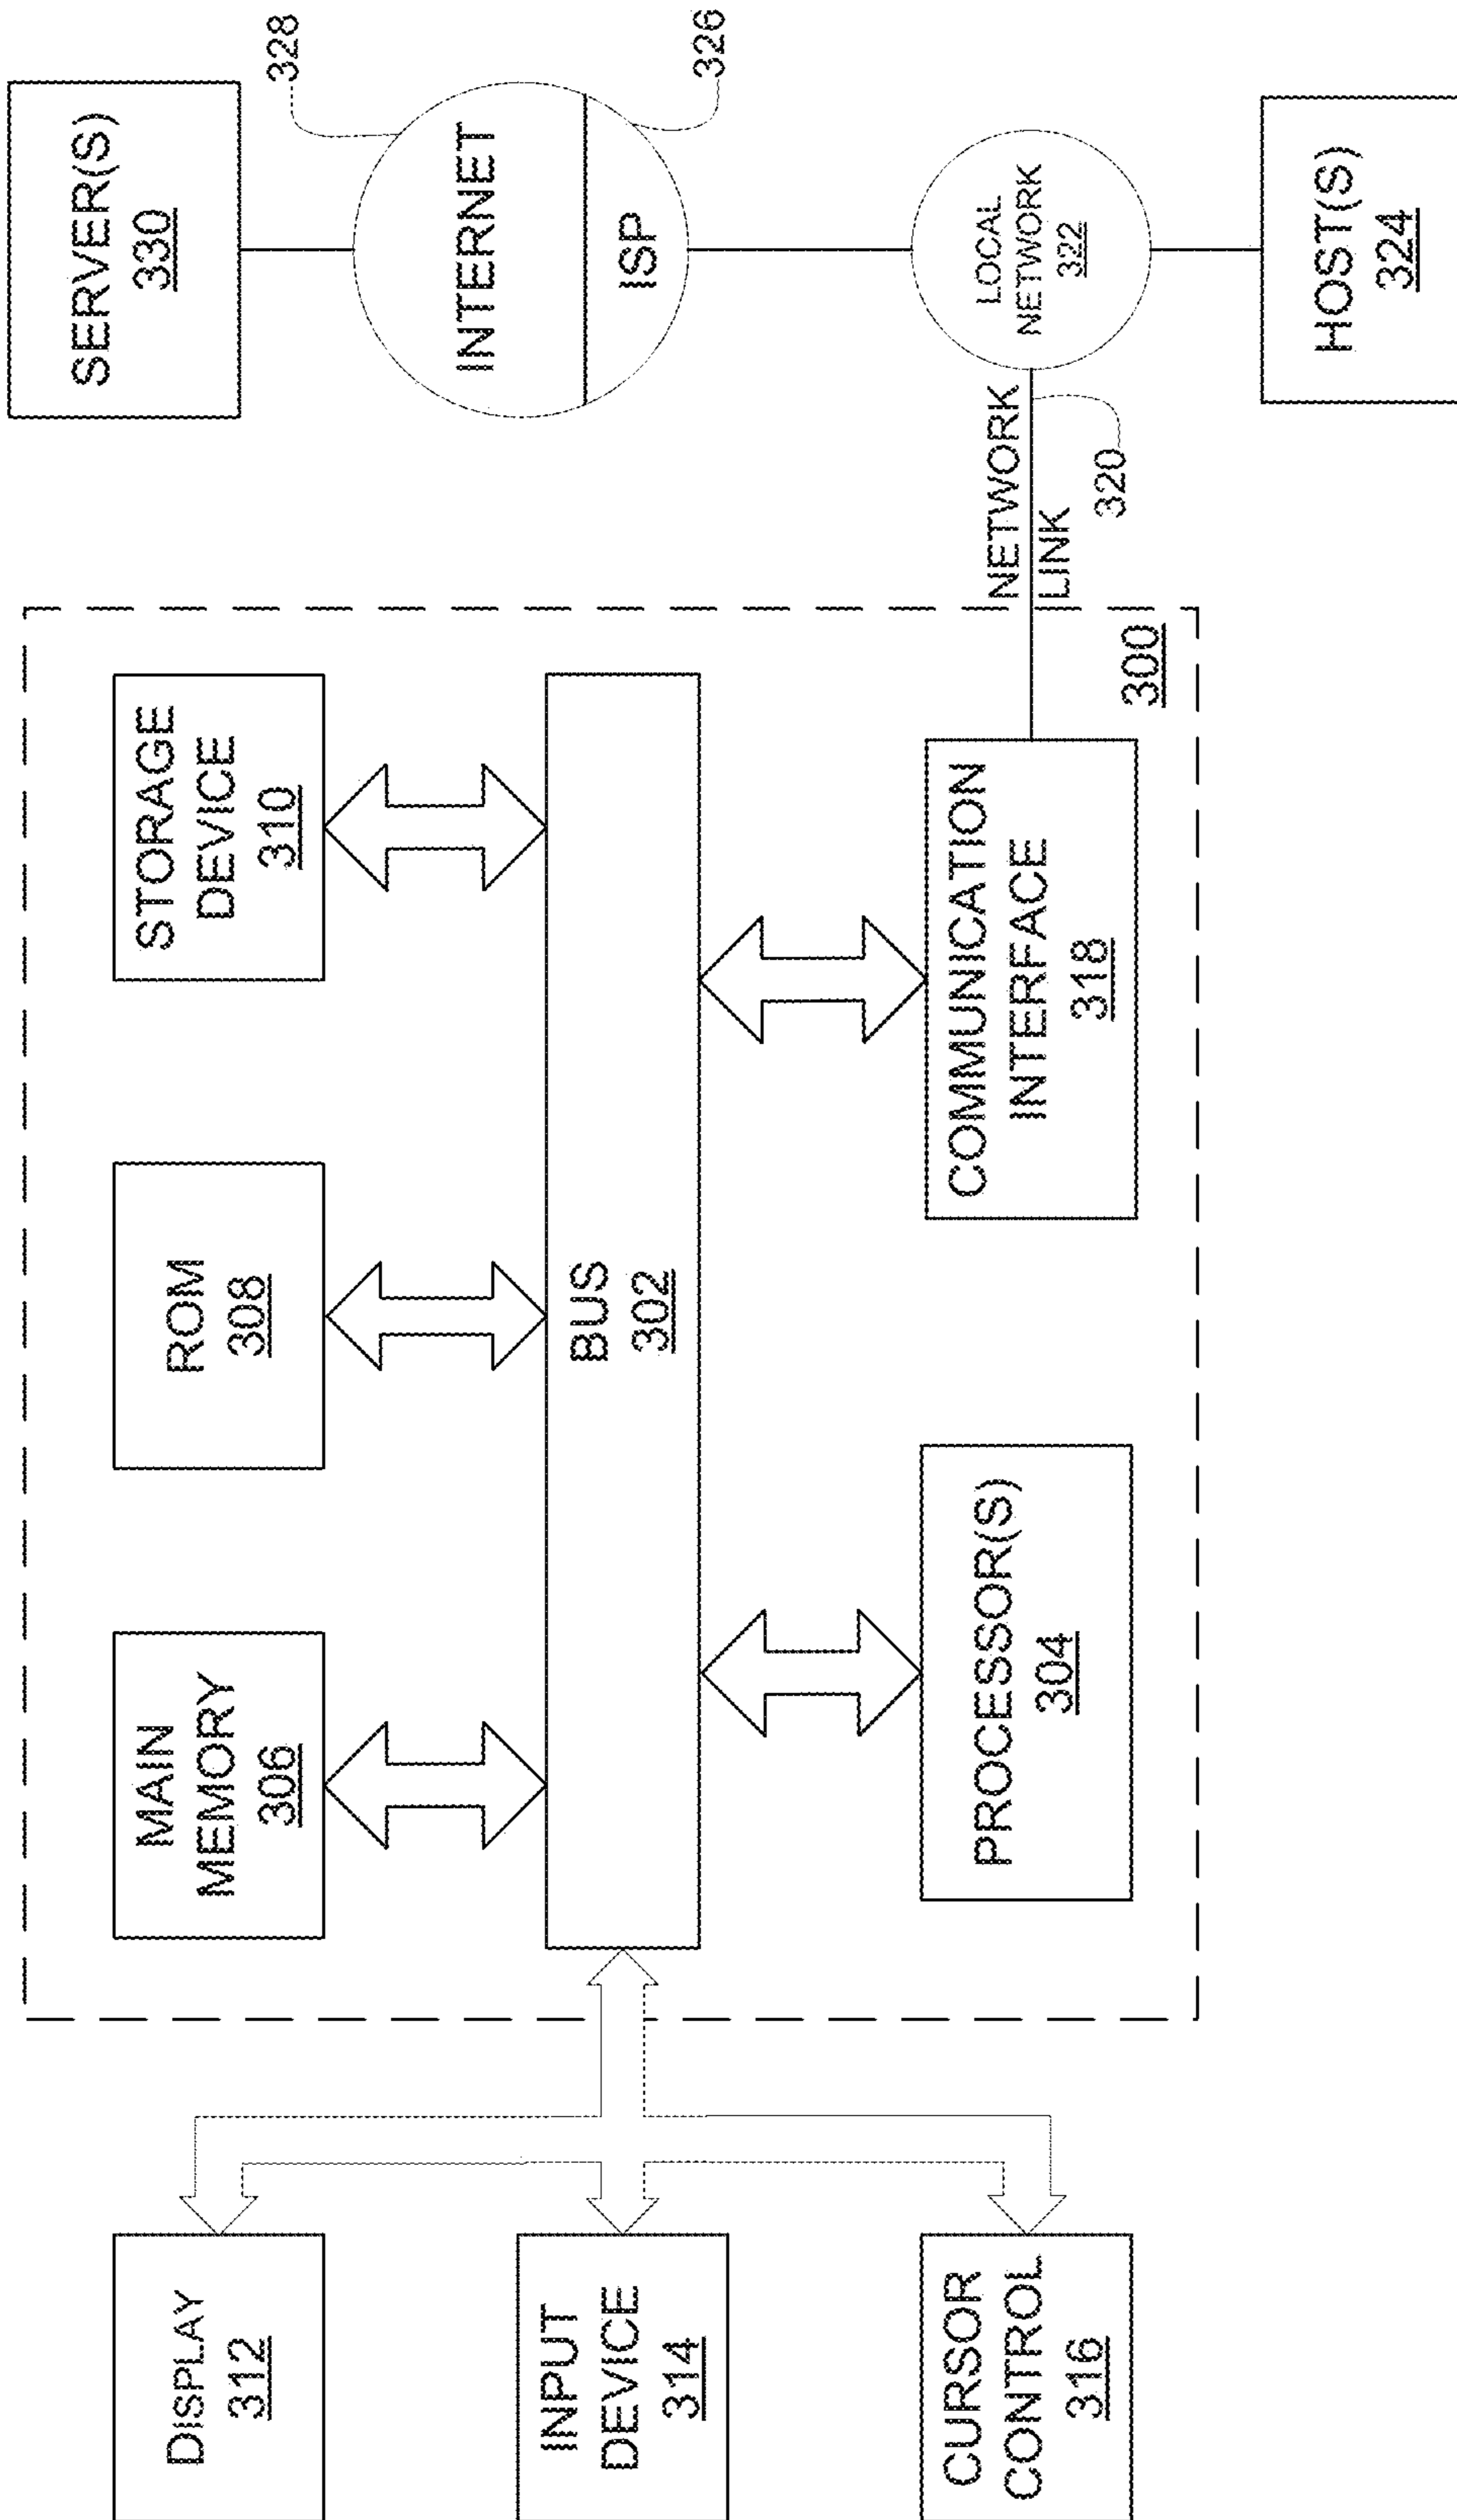 DISPLAY
312
INPUT
DEVICE
314
CURSOR
CONTROL
316
MAIN
MEMORY
306
ROM
308
STORAGE
DEVICE
310
BUS
302
PROCESSOR(S)
304
COMMUNICATION
INTERFACE
318
300
NETWORK
LINK
320
SERVER(S)
330
328
INTERNET
ISP
326
LOCAL
NETWORK
322
HOST(S)
324